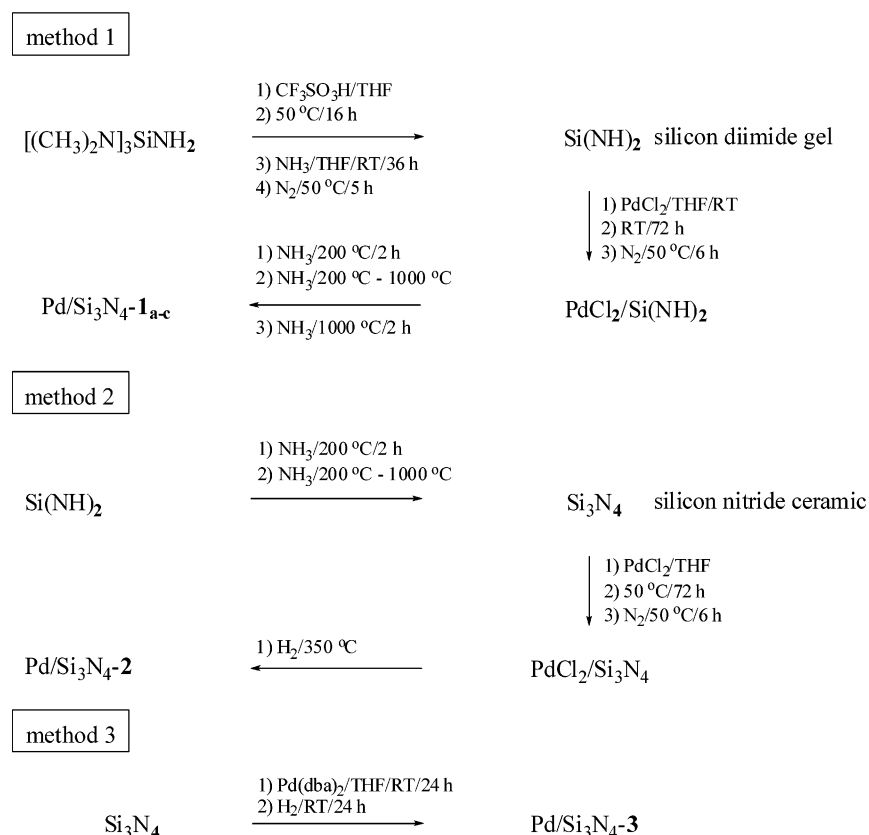 method 1
1) CF₃SO₃H/THF
2) 50 °C/16 h
[(CH₃)₂N]₃SiNH₂
Si(NH)₂ silicon diimide gel
3) NH₃/THF/RT/36 h
4) N₂/50 °C/5 h
1) PdCl₂/THF/RT
2) RT/72 h
3) N₂/50 °C/6 h
1) NH₃/200 °C/2 h
2) NH₃/200 °C - 1000 °C
Pd/Si₃N₄-1a-c
PdCl₂/Si(NH)₂
3) NH₃/1000 °C/2 h
method 2
1) NH₃/200 °C/2 h
2) NH₃/200 °C - 1000 °C
Si(NH)₂
Si₃N₄ silicon nitride ceramic
1) PdCl₂/THF
2) 50 °C/72 h
3) N₂/50 °C/6 h
1) H₂/350 °C
Pd/Si₃N₄-2
PdCl₂/Si₃N₄
method 3
1) Pd(dba)₂/THF/RT/24 h
2) H₂/RT/24 h
Si₃N₄
Pd/Si₃N₄-3